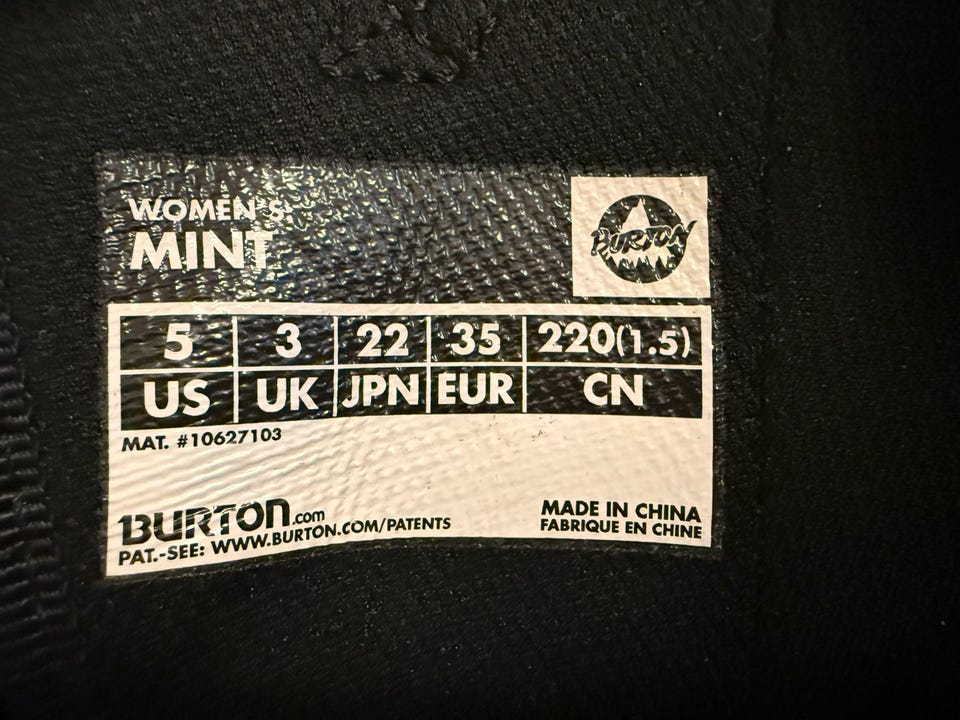 WOMEN'S:
MINT
BURTON
5 3 22 35 220(1.5)
US UK JPN EUR CN
MAT. #10627103
BURTON.com
PAT.-SEE: WWW.BURTON.COM/PATENTS
MADE IN CHINA
FABRIQUE EN CHINE